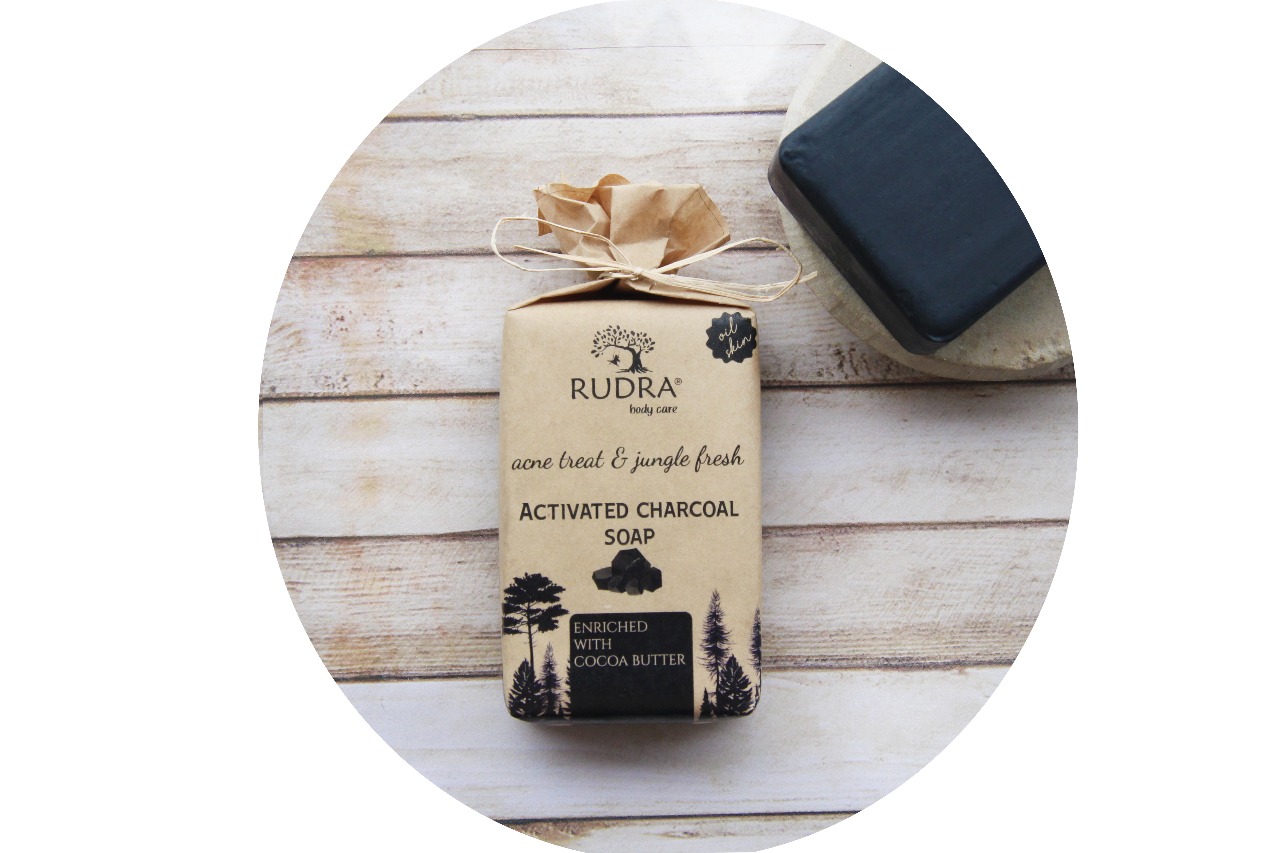 oil
skin
RUDRA®
body care
acne treat & jungle fresh
ACTIVATED CHARCOAL
SOAP
ENRICHED
WITH
COCOA BUTTER